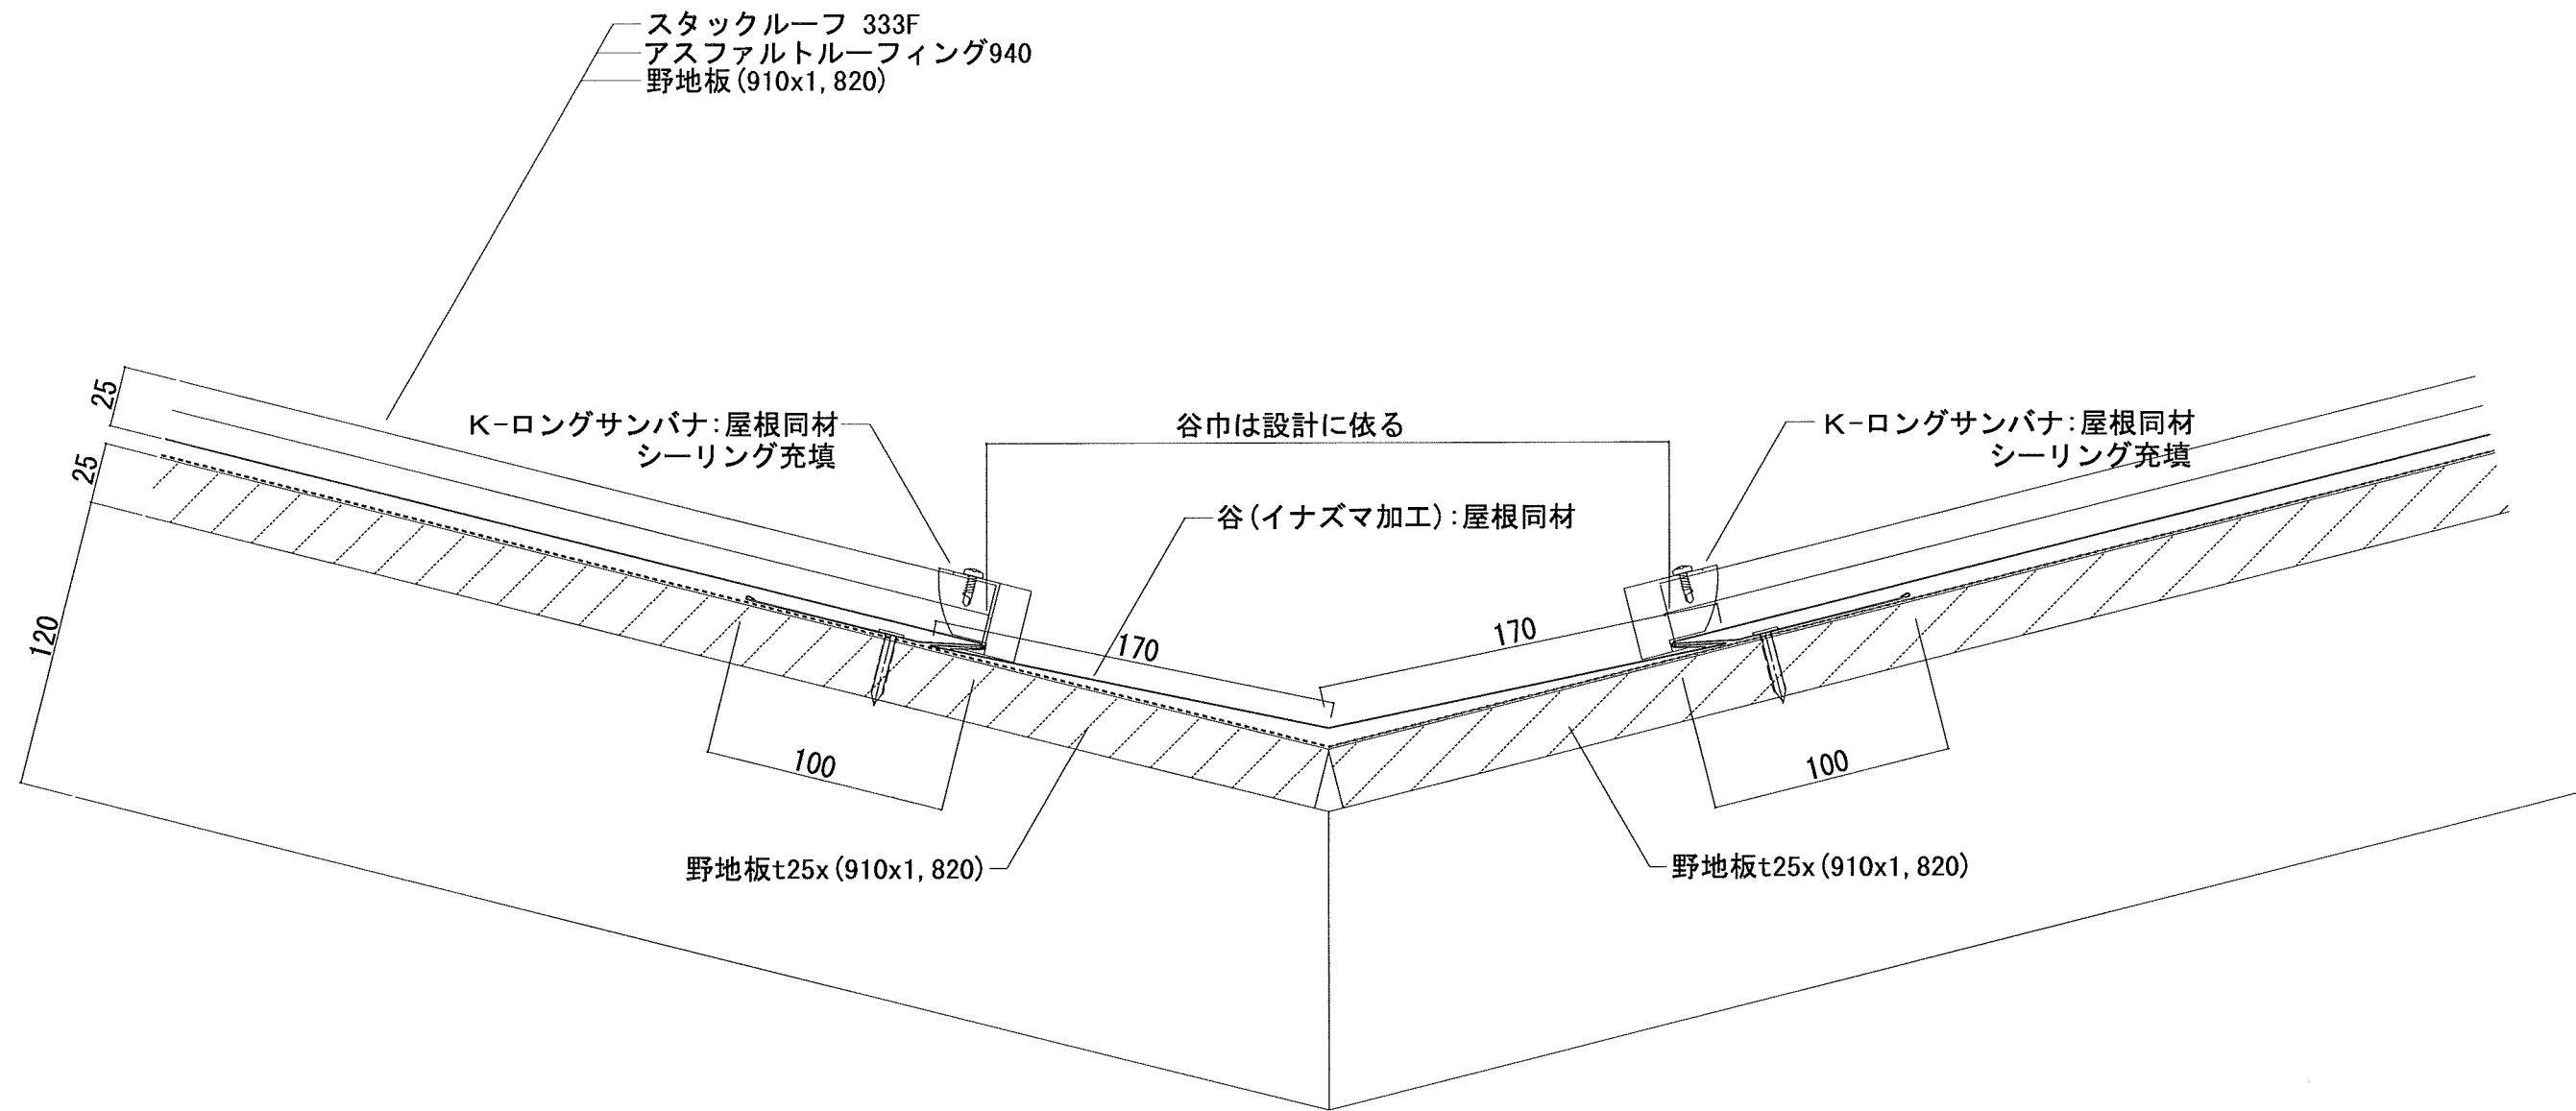 スタックルーフ 333F
アスファルトルーフィング940
野地板(910x1,820)
25
25
120
K-ロングサンバナ:屋根同材
シーリング充填
谷巾は設計に依る
K-ロングサンバナ:屋根同材
シーリング充填
谷(イナズマ加工):屋根同材
170
170
100
100
野地板t25x(910x1,820)
野地板t25x(910x1,820)